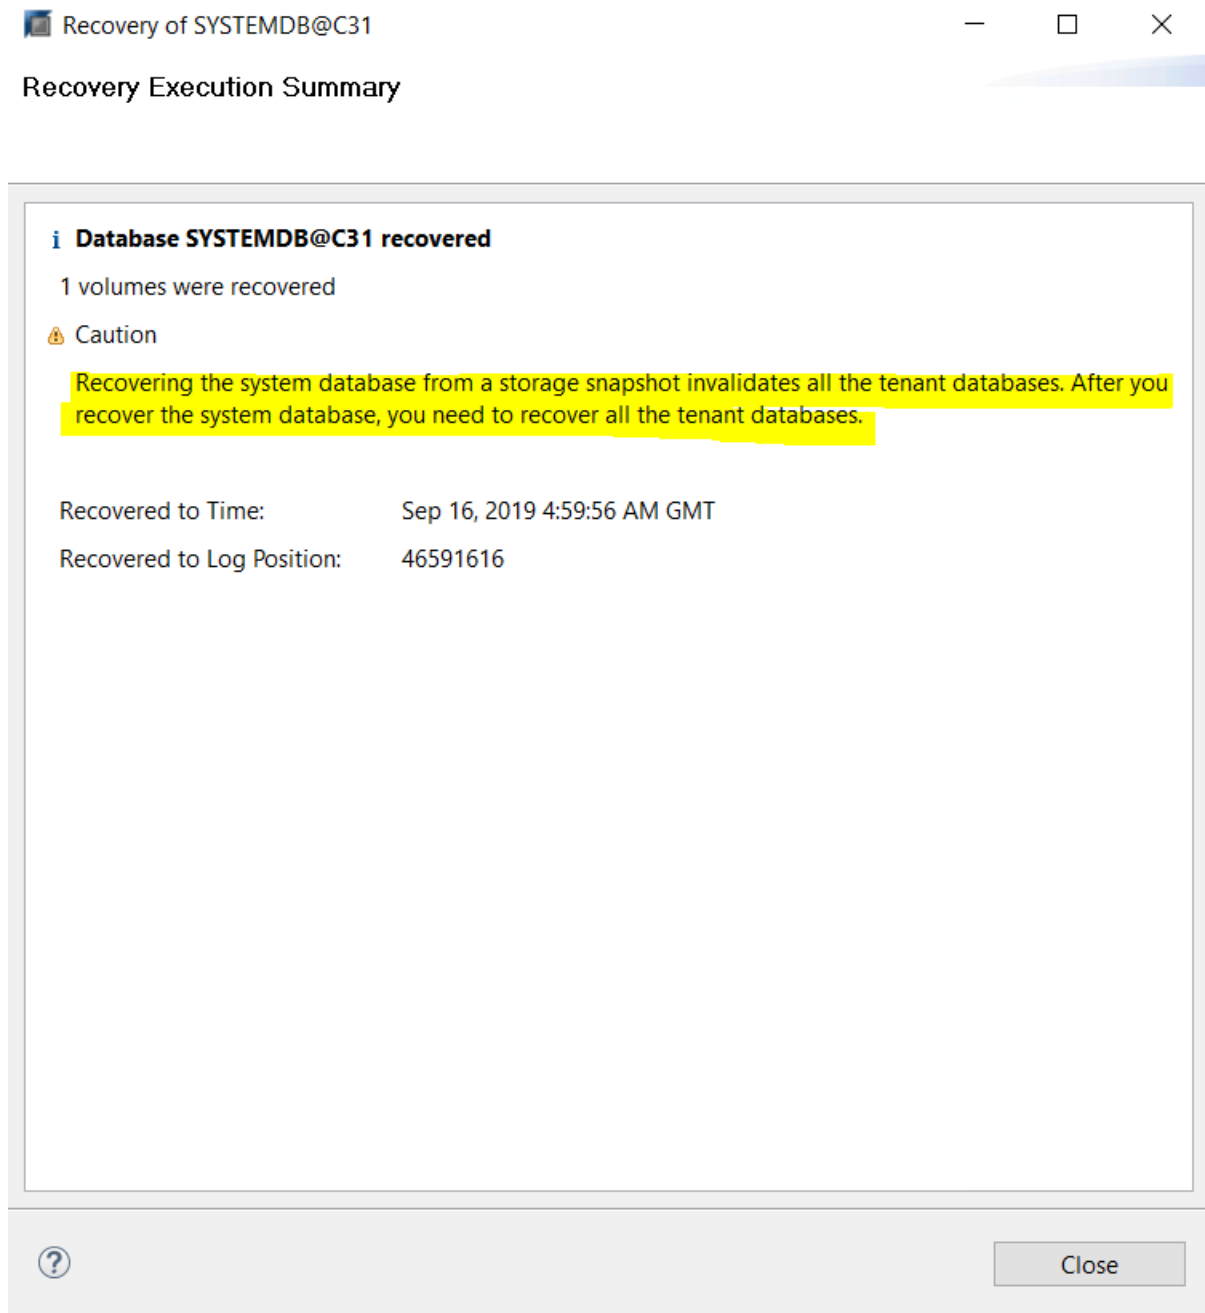 Recovery of SYSTEMDB@C31
Recovery Execution Summary
i Database SYSTEMDB@C31 recovered
1 volumes were recovered
Caution
Recovering the system database from a storage snapshot invalidates all the tenant databases. After you
recover the system database, you need to recover all the tenant databases.
Recovered to Time: Sep 16, 2019 4:59:56 AM GMT
Recovered to Log Position: 46591616
? Close